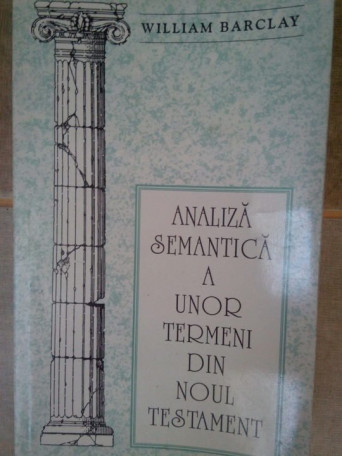 WILLIAM BARCLAY
ANALIZĂ
SEMANTICĂ
A
UNOR
TERMENI
DIN
NOUL
TESTAMENT